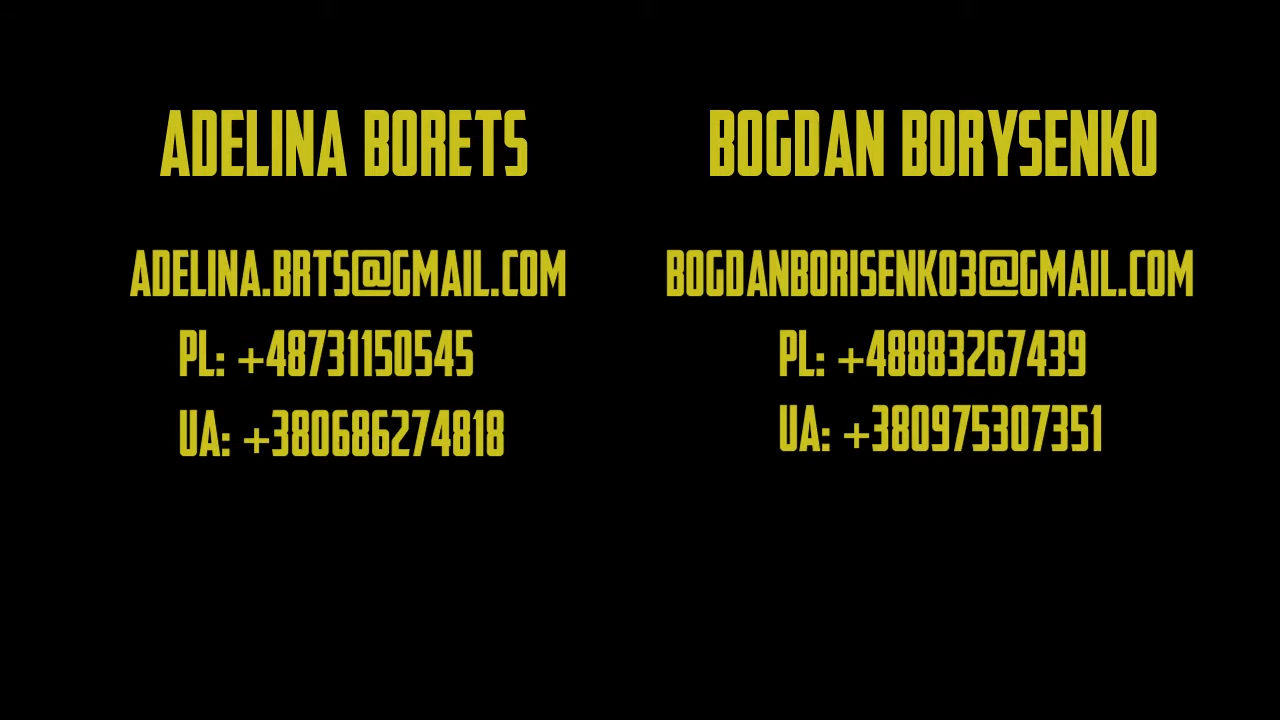 ADELINA BORETS
ADELINA.BRTS@GMAIL.COM
PL: +48731150545
UA: +380686274818
BOGDAN BORYSENKO
BOGDANBORISENKO3@GMAIL.COM
PL: +48883267439
UA: +380975307351